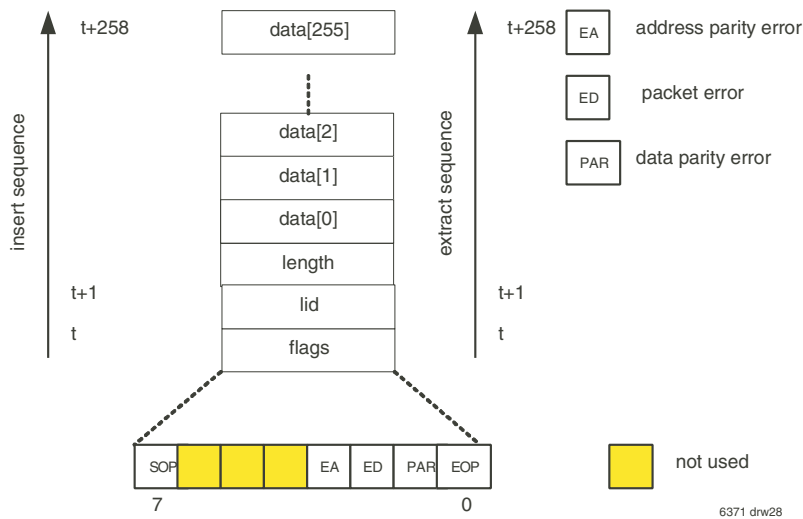 t+258
data[255]
t+258
EA
address parity error
ED
packet error
PAR
data parity error
insert sequence
extract sequence
data[2]
data[1]
data[0]
length
t+1
lid
t+1
t
flags
t
SOP
EA
ED
PAR
EOP
not used
7
0
6371 drw28